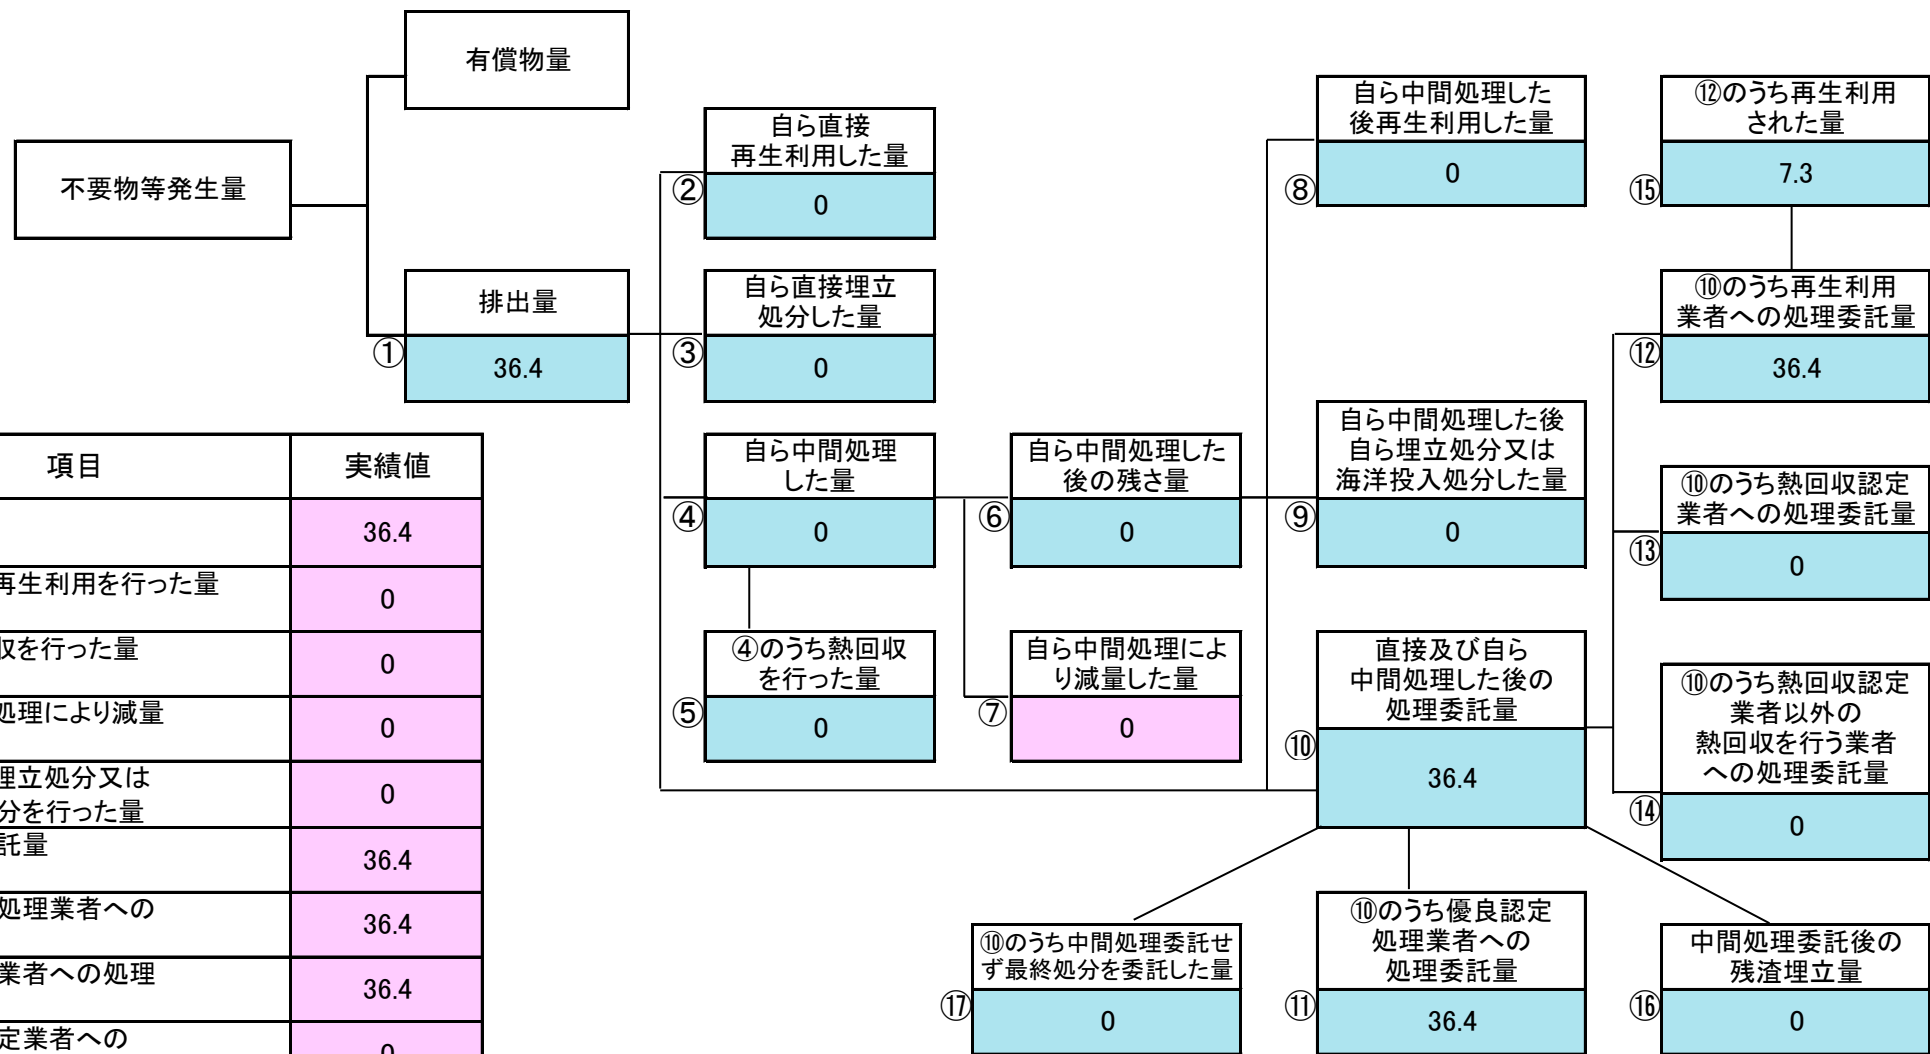 有償物量
不要物等発生量
排出量
①
36.4
自ら直接
再生利用した量
②
0
自ら直接埋立
処分した量
③
0
自ら中間処理
した量
④
0
④のうち熱回収
を行った量
⑤
0
自ら中間処理した
後の残さ量
⑥
0
自ら中間処理によ
り減量した量
⑦
0
自ら中間処理した
後再生利用した量
⑧
0
自ら中間処理した後
自ら埋立処分又は
海洋投入処分した量
⑨
0
直接及び自ら
中間処理した後の
処理委託量
⑩
36.4
⑩のうち優良認定
処理業者への
処理委託量
⑪
36.4
⑫のうち再生利用
された量
⑮
7.3
⑩のうち再生利用
業者への処理委託量
⑫
36.4
⑩のうち熱回収認定
業者への処理委託量
⑬
0
⑩のうち熱回収認定
業者以外の
熱回収を行う業者
への処理委託量
⑭
0
⑩のうち中間処理委託せ
ず最終処分を委託した量
⑰
0
中間処理委託後の
残渣埋立量
⑯
0
項目 実績値
36.4
再生利用を行った量 0
収を行った量 0
処理により減量 0
埋立処分又は
分を行った量 0
託量 36.4
処理業者への 36.4
業者への処理 36.4
定業者への 0